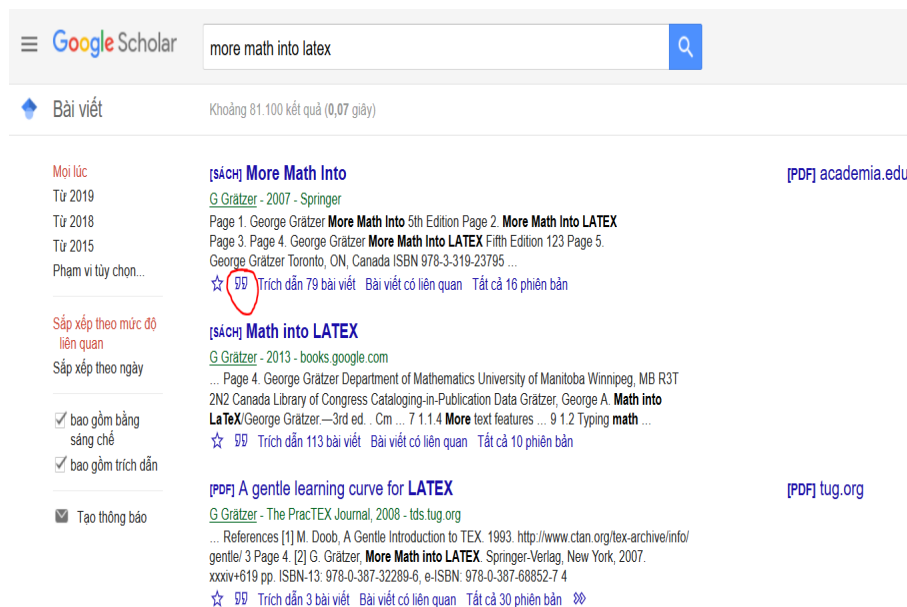 Google Scholar
more math into latex
Bài viết
Khoảng 81.100 kết quả (0,07 giây)
Mọi lúc
Từ 2019
Từ 2018
Từ 2015
Phạm vi tùy chọn...
Sắp xếp theo mức độ
liên quan
Sắp xếp theo ngày
bao gồm bằng
sáng chế
bao gồm trích dẫn
Tạo thông báo
[SÁCH] More Math Into
G Grätzer - 2007 - Springer
Page 1. George Grätzer More Math Into 5th Edition Page 2. More Math Into LATEX
Page 3. Page 4. George Grätzer More Math Into LATEX Fifth Edition 123 Page 5.
George Grätzer Toronto, ON, Canada ISBN 978-3-319-23795 ...
Trích dẫn 79 bài viết Bài viết có liên quan Tất cả 16 phiên bản
[PDF] academia.edu
[SÁCH] Math into LATEX
G Grätzer - 2013 - books.google.com
... Page 4. George Grätzer Department of Mathematics University of Manitoba Winnipeg, MB R3T
2N2 Canada Library of Congress Cataloging-in-Publication Data Grätzer, George A. Math into
LaTeX/George Grätzer.—3rd ed. . Cm ... 7 1.1.4 More text features ... 9 1.2 Typing math ...
Trích dẫn 113 bài viết Bài viết có liên quan Tất cả 10 phiên bản
[PDF] A gentle learning curve for LATEX
G Grätzer - The PracTEX Journal, 2008 - tds.tug.org
... References [1] M. Doob, A Gentle Introduction to TEX. 1993. http://www.ctan.org/tex-archive/info/
gentle/ 3 Page 4. [2] G. Grätzer, More Math into LATEX. Springer-Verlag, New York, 2007.
xxxiv+619 pp. ISBN-13: 978-0-387-32289-6, e-ISBN: 978-0-387-68852-7 4
Trích dẫn 3 bài viết Bài viết có liên quan Tất cả 30 phiên bản
[PDF] tug.org